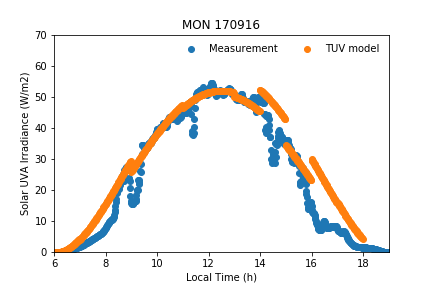 MON 170916
Measurement TUV model
Solar UVA Irradiance (W/m2)
70
60
50
40
30
20
10
0
6 8 10 12 14 16 18
Local Time (h)